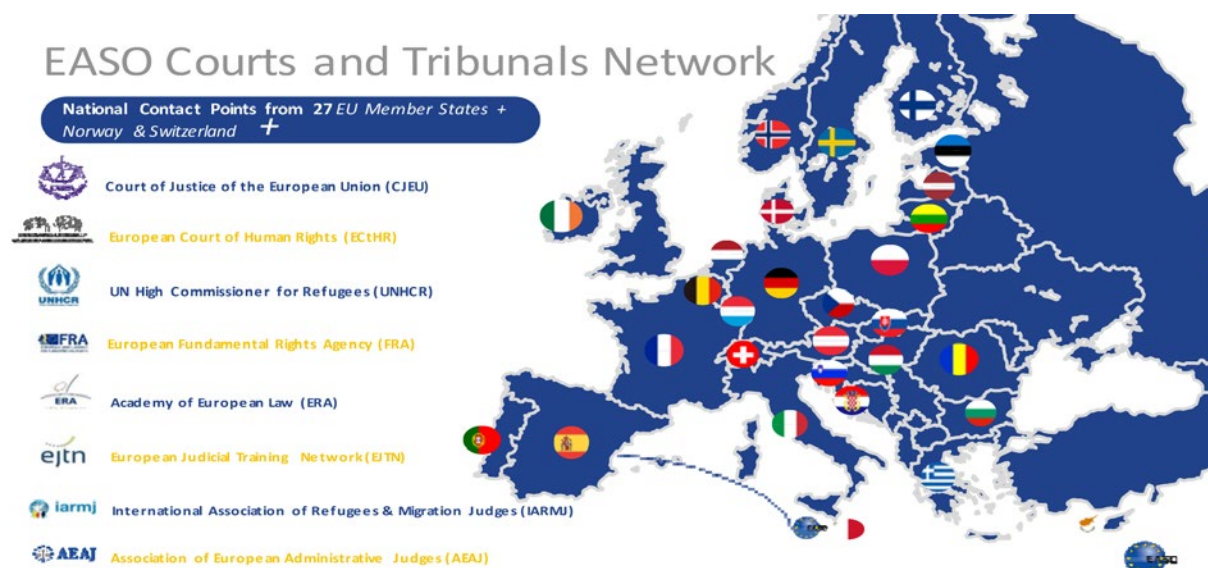 EASO Courts and Tribunals Network
National Contact Points from 27 EU Member States +
Norway & Switzerland +
Court of Justice of the European Union (CJEU)
European Court of Human Rights (ECtHR)
UNHCR
UN High Commissioner for Refugees (UNHCR)
FRA
European Fundamental Rights Agency (FRA)
ERA
Academy of European Law (ERA)
ejtn
European Judicial Training Network (EJTN)
iarmj
International Association of Refugees & Migration Judges (IARMJ)
AEAJ
Association of European Administrative Judges (AEAJ)
EASO